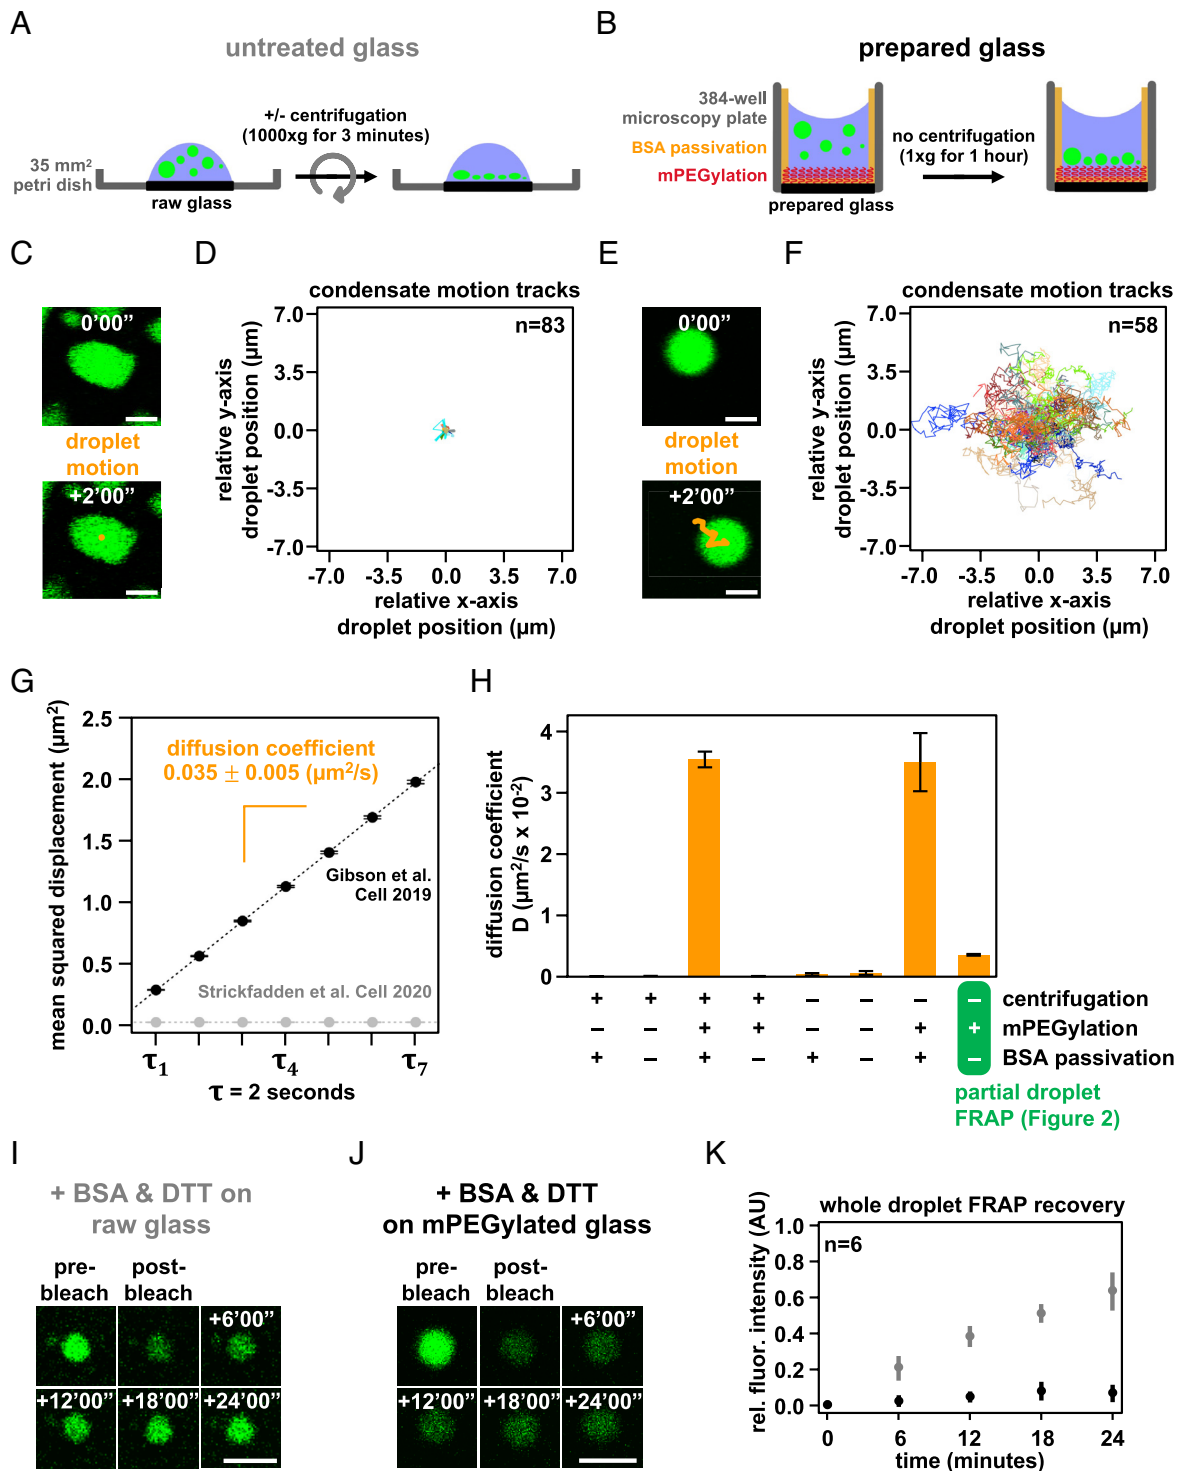 A
untreated glass
+/- centrifugation
(1000xg for 3 minutes)
35 mm²
petri dish
raw glass
B
prepared glass
384-well
microscopy plate
BSA passivation
mPEGylation
no centrifugation
(1xg for 1 hour)
prepared glass
C
0'00"
droplet
motion
+2'00"
D
condensate motion tracks
n=83
7.0
3.5
0.0
-3.5
-7.0
relative y-axis
droplet position (µm)
-7.0 -3.5 0.0 3.5 7.0
relative x-axis
droplet position (µm)
E
0'00"
droplet
motion
+2'00"
F
condensate motion tracks
n=58
7.0
3.5
0.0
-3.5
-7.0
relative y-axis
droplet position (µm)
-7.0 -3.5 0.0 3.5 7.0
relative x-axis
droplet position (µm)
G
mean squared displacement (µm²)
2.5
2.0
1.5
1.0
0.5
0.0
diffusion coefficient
0.035 ± 0.005 (µm²/s)
Gibson et al.
Cell 2019
Strickfadden et al. Cell 2020
τ₁ τ₄ τ₇
τ = 2 seconds
H
diffusion coefficient
D (µm²/s x 10⁻²)
4
3
2
1
0
+ + + + – – – – centrifugation
– – + + – – + + mPEGylation
+ – + – + – + – BSA passivation
partial droplet
FRAP (Figure 2)
I
+ BSA & DTT on
raw glass
pre-
bleach
post-
bleach
+6'00"
+12'00" +18'00" +24'00"
J
+ BSA & DTT
on mPEGylated glass
pre-
bleach
post-
bleach
+6'00"
+12'00" +18'00" +24'00"
K
whole droplet FRAP recovery
n=6
rel. fluor. intensity (AU)
1.0
0.8
0.6
0.4
0.2
0.0
0 6 12 18 24
time (minutes)